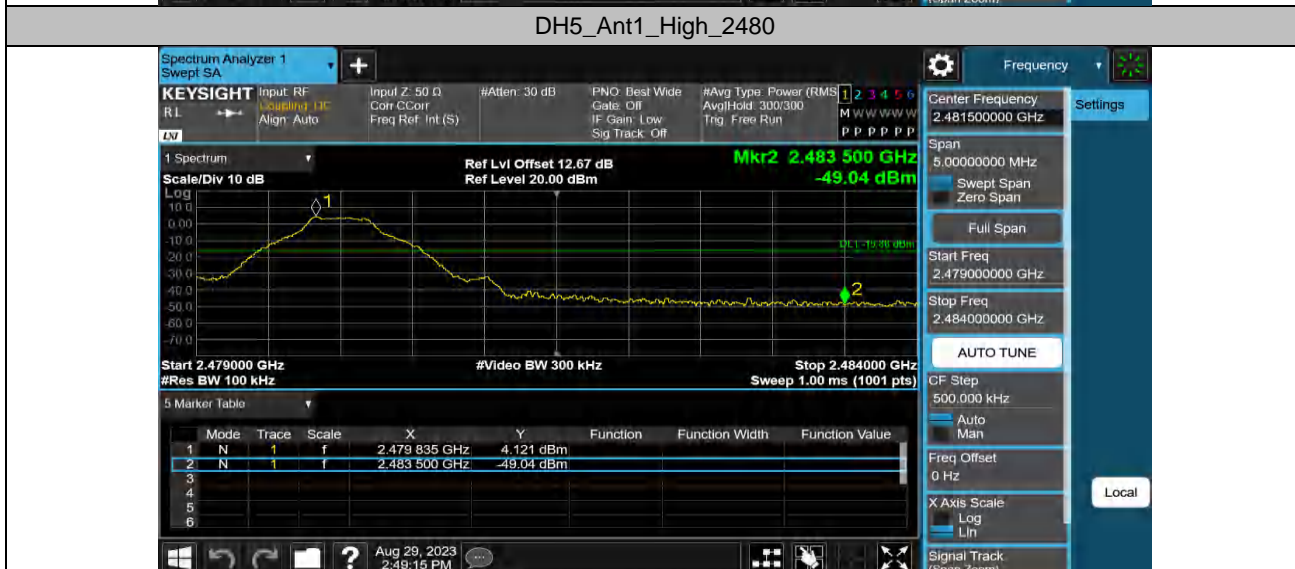 DH5_Ant1_High_2480
Spectrum Analyzer 1
Swept SA
Frequency
KEYSIGHT
R L
LXI
Input: RF
Coupling: DC
Align: Auto
Input Z: 50 Ω
Corr CCorr
Freq Ref: Int (S)
#Atten: 30 dB
PNO: Best Wide
Gate: Off
IF Gain: Low
Sig Track: Off
#Avg Type: Power (RMS
Avg|Hold: 300/300
Trig: Free Run
1 2 3 4 5 6
M W W W W W
P P P P P P
Center Frequency
2.481500000 GHz
Settings
Span
5.00000000 MHz
Swept Span
Zero Span
Full Span
Start Freq
2.479000000 GHz
Stop Freq
2.484000000 GHz
AUTO TUNE
CF Step
500.000 kHz
Auto
Man
Freq Offset
0 Hz
X Axis Scale
Log
Lin
Signal Track
(Span Zoom)
Local
1 Spectrum
Scale/Div 10 dB
Ref Lvl Offset 12.67 dB
Ref Level 20.00 dBm
Mkr2 2.483 500 GHz
-49.04 dBm
Log
10.0
0.00
-10.0
-20.0
-30.0
-40.0
-50.0
-60.0
-70.0
1
2
Start 2.479000 GHz
#Res BW 100 kHz
#Video BW 300 kHz
Stop 2.484000 GHz
Sweep 1.00 ms (1001 pts)
5 Marker Table
Mode Trace Scale X Y Function Function Width Function Value
1 N 1 f 2.479 835 GHz 4.121 dBm
2 N 1 f 2.483 500 GHz -49.04 dBm
3
4
5
6
?
Aug 29, 2023
2:49:15 PM